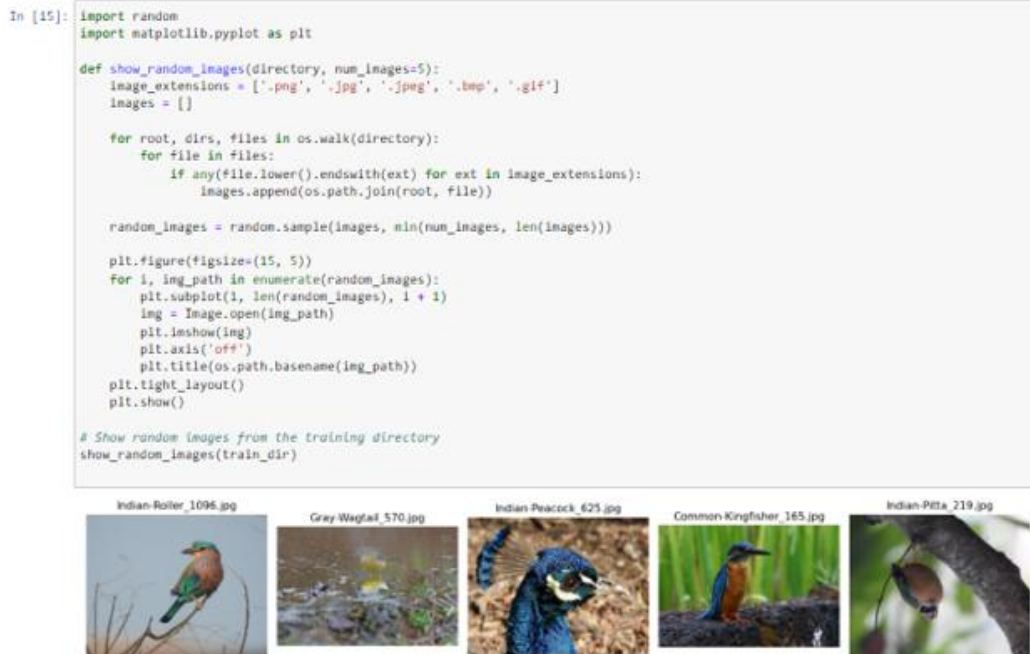 In [15]: import random
import matplotlib.pyplot as plt
def show_random_images(directory, num_images=5):
    image_extensions = ['.png', '.jpg', '.jpeg', '.bmp', '.gif']
    images = []
    for root, dirs, files in os.walk(directory):
        for file in files:
            if any(file.lower().endswith(ext) for ext in image_extensions):
                images.append(os.path.join(root, file))
    random_images = random.sample(images, min(num_images, len(images)))
    plt.figure(figsize=(15, 5))
    for i, img_path in enumerate(random_images):
        plt.subplot(1, len(random_images), i + 1)
        img = Image.open(img_path)
        plt.imshow(img)
        plt.axis('off')
        plt.title(os.path.basename(img_path))
    plt.tight_layout()
    plt.show()
# Show random images from the training directory
show_random_images(train_dir)
Indian-Roller_1096.jpg
Gray-Wagtail_570.jpg
Indian-Peacock_625.jpg
Common-Kingfisher_165.jpg
Indian-Pitta_219.jpg